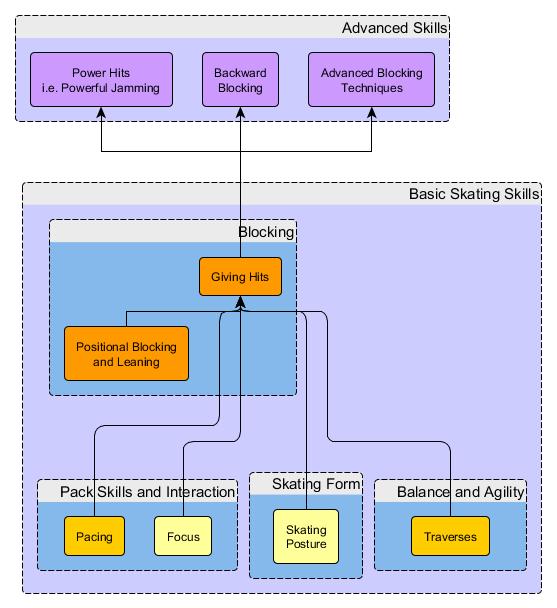 Advanced Skills
Power Hits
i.e. Powerful Jamming
Backward
Blocking
Advanced Blocking
Techniques
Basic Skating Skills
Blocking
Giving Hits
Positional Blocking
and Leaning
Pack Skills and Interaction
Pacing
Focus
Skating Form
Skating
Posture
Balance and Agility
Traverses